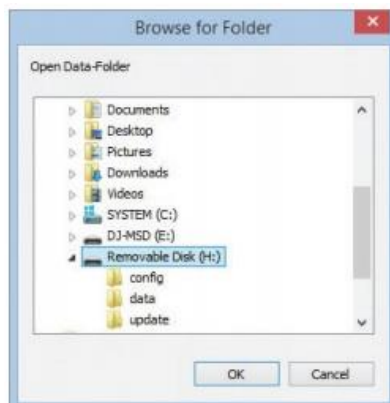 Browse for Folder
Open Data-Folder
Documents
Desktop
Pictures
Downloads
Videos
SYSTEM (C:)
DJ-MSD (E:)
Removable Disk (H:)
config
data
update
OK
Cancel